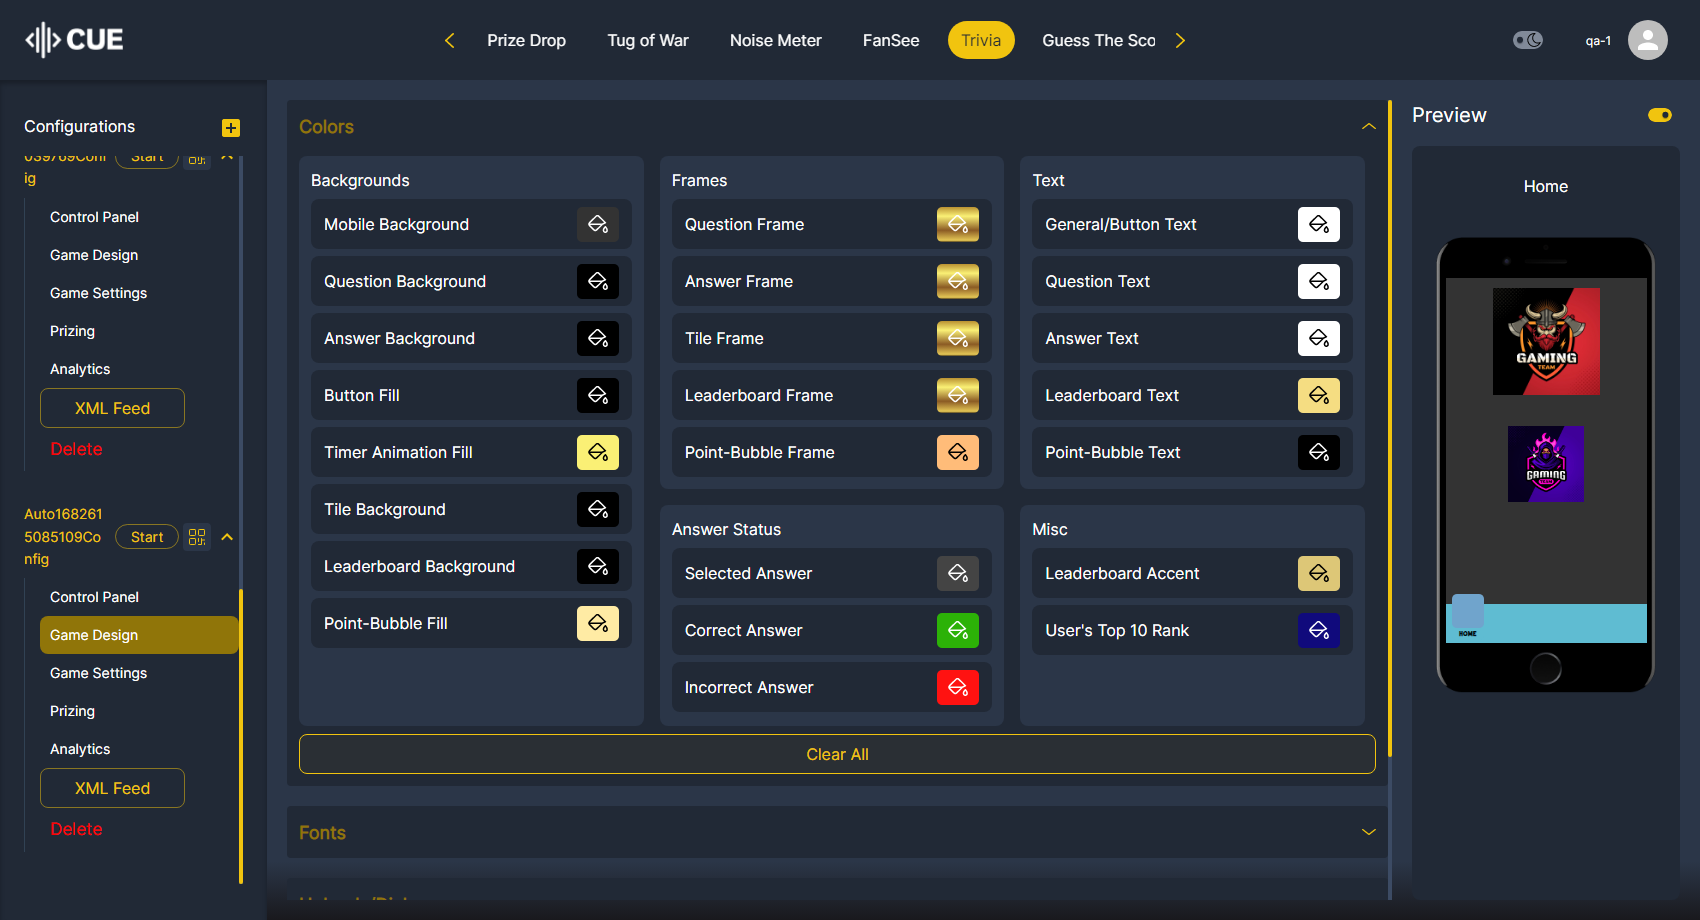 CUE
Prize Drop
Tug of War
Noise Meter
FanSee
Trivia
Guess The Sco
qa-1
Configurations
039769Conf
ig
Start
Control Panel
Game Design
Game Settings
Prizing
Analytics
XML Feed
Delete
Auto168261
5085109Co
nfig
Start
Control Panel
Game Design
Game Settings
Prizing
Analytics
XML Feed
Delete
Colors
Backgrounds
Mobile Background
Question Background
Answer Background
Button Fill
Timer Animation Fill
Tile Background
Leaderboard Background
Point-Bubble Fill
Frames
Question Frame
Answer Frame
Tile Frame
Leaderboard Frame
Point-Bubble Frame
Text
General/Button Text
Question Text
Answer Text
Leaderboard Text
Point-Bubble Text
Answer Status
Selected Answer
Correct Answer
Incorrect Answer
Misc
Leaderboard Accent
User's Top 10 Rank
Clear All
Fonts
Preview
Home
GAMING
TEAM
GAMING
TEAM
HOME